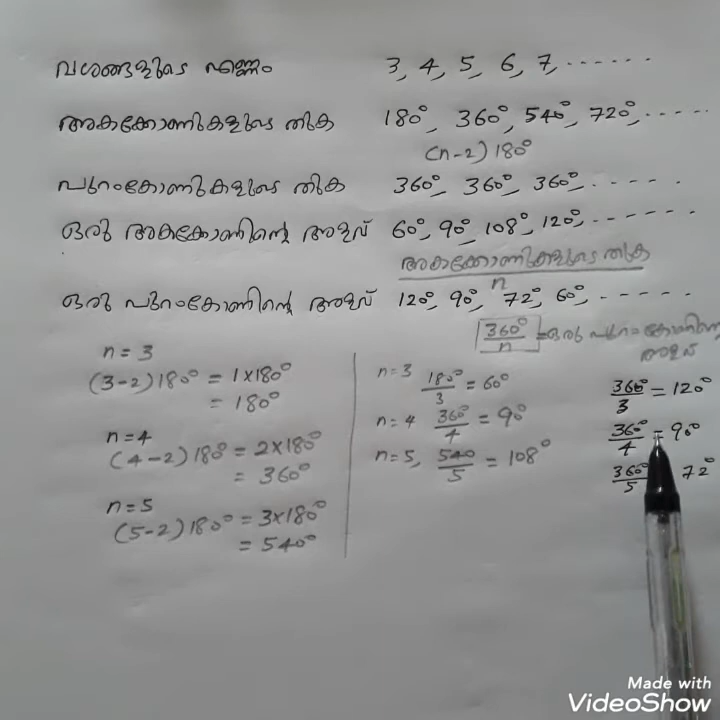 വശങ്ങളുടെ എണ്ണം 3, 4, 5, 6, 7, ......
അകക്കോണുകളുടെ തുക 180°, 360°, 540°, 720°, .....
(n-2)180°
പുറംകോണുകളുടെ തുക 360°, 360°, 360°, .....
ഒരു അകക്കോണിന്റെ അളവ് 60°, 90°, 108°, 120°, ......
അകക്കോണുകളുടെ തുക
n
ഒരു പുറംകോണിന്റെ അളവ് 120°, 90°, 72°, 60°, .....
360°/n = ഒരു പുറംകോണിന്റെ
അളവ്
n = 3
(3-2)180° = 1×180°
= 180°
n=4
(4-2)180° = 2×180°
= 360°
n=5
(5-2)180° = 3×180°
= 540°
n=3 180°/3 = 60°
n=4 360°/4 = 90°
n=5, 540/5 = 108°
360°/3 = 120°
360°/4 = 90°
360°/5 72°
Made with
VideoShow